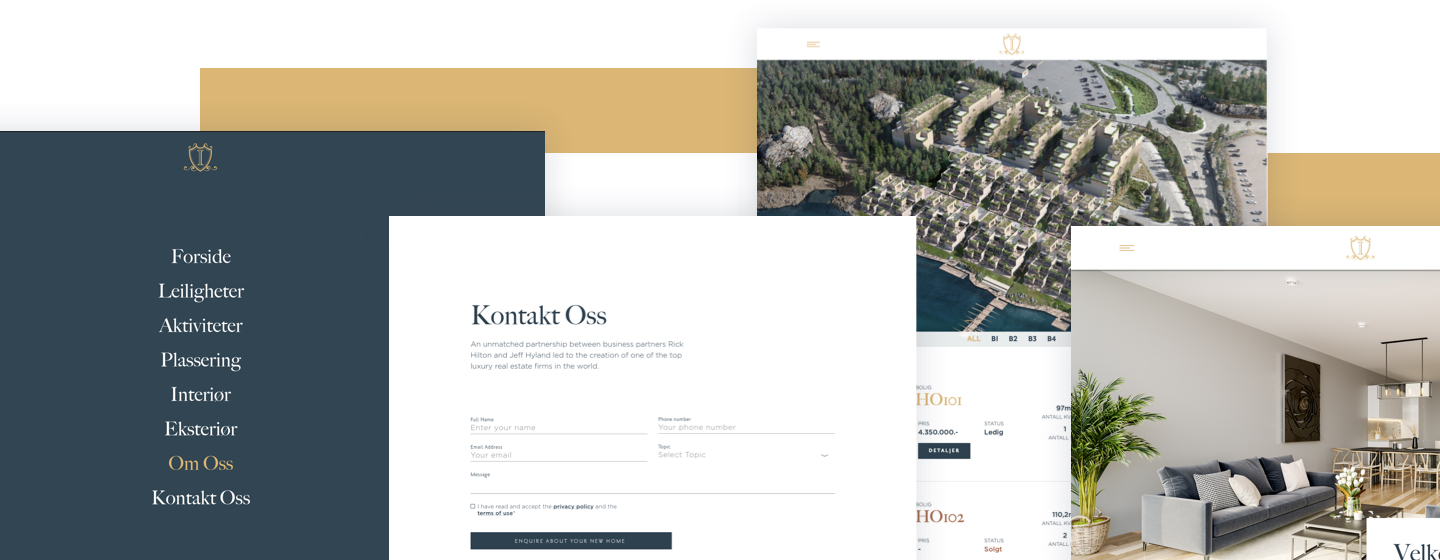 Forside
Leiligheter
Aktiviteter
Plassering
Interiør
Eksteriør
Om Oss
Kontakt Oss
Kontakt Oss
An unmatched partnership between business partners Rick
Hilton and Jeff Hyland led to the creation of one of the top
luxury real estate firms in the world.
Full Name
Enter your name
Phone number
Your phone number
Email Address
Your email
Topic
Select Topic
Message
I have read and accept the privacy policy and the
terms of use*
ENQUIRE ABOUT YOUR NEW HOME
ALL B1 B2 B3 B4
BOLIG
HO101
PRIS
4.350.000.-
STATUS
Ledig
97m
ANTALL
1
ANTALL
DETALJER
BOLIG
HO102
PRIS
-
STATUS
Solgt
110,2
ANTALL
2
ANTALL
Velk